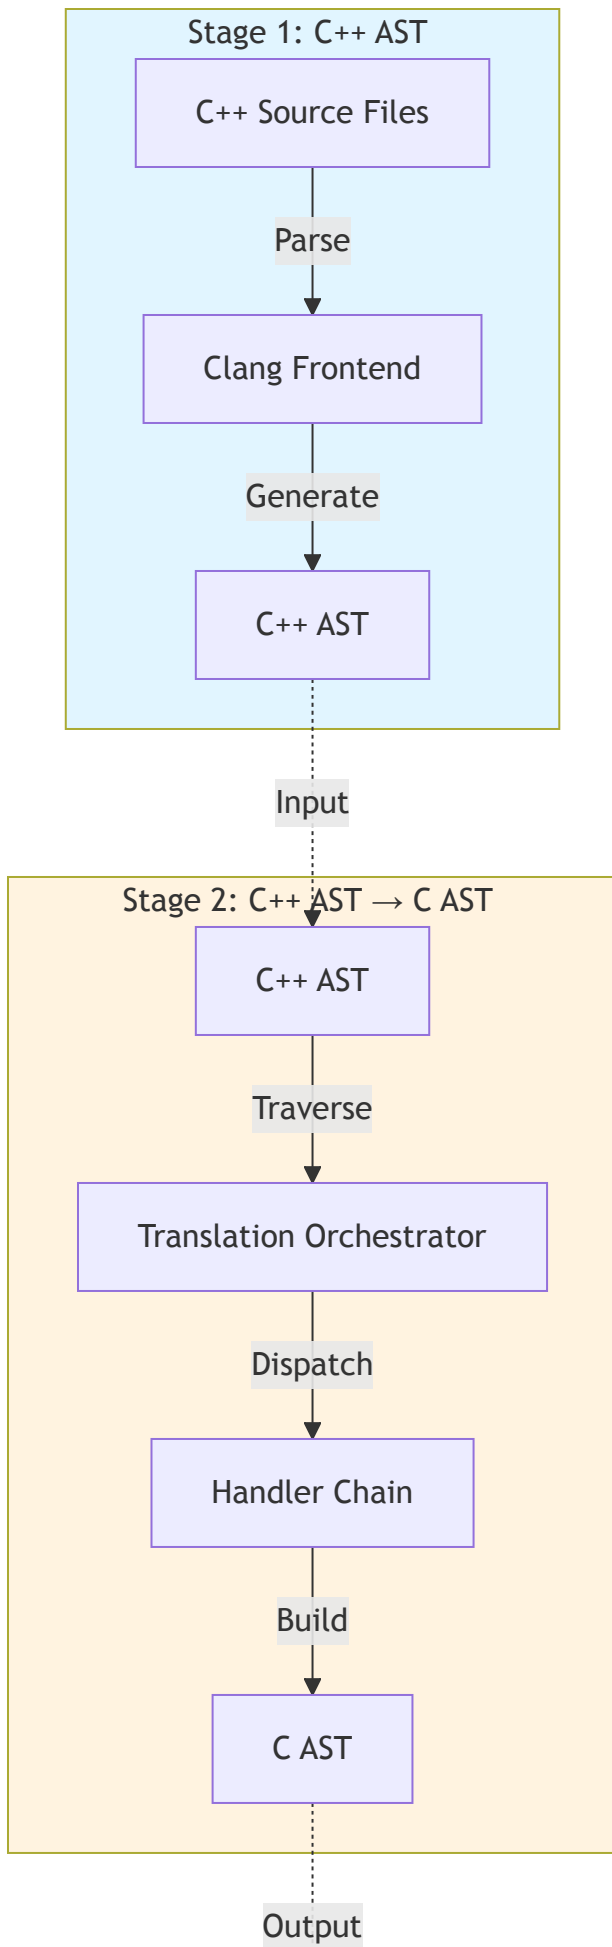 Stage 1: C++ AST
C++ Source Files
Parse
Clang Frontend
Generate
C++ AST
Input
Stage 2: C++ AST → C AST
C++ AST
Traverse
Translation Orchestrator
Dispatch
Handler Chain
Build
C AST
Output